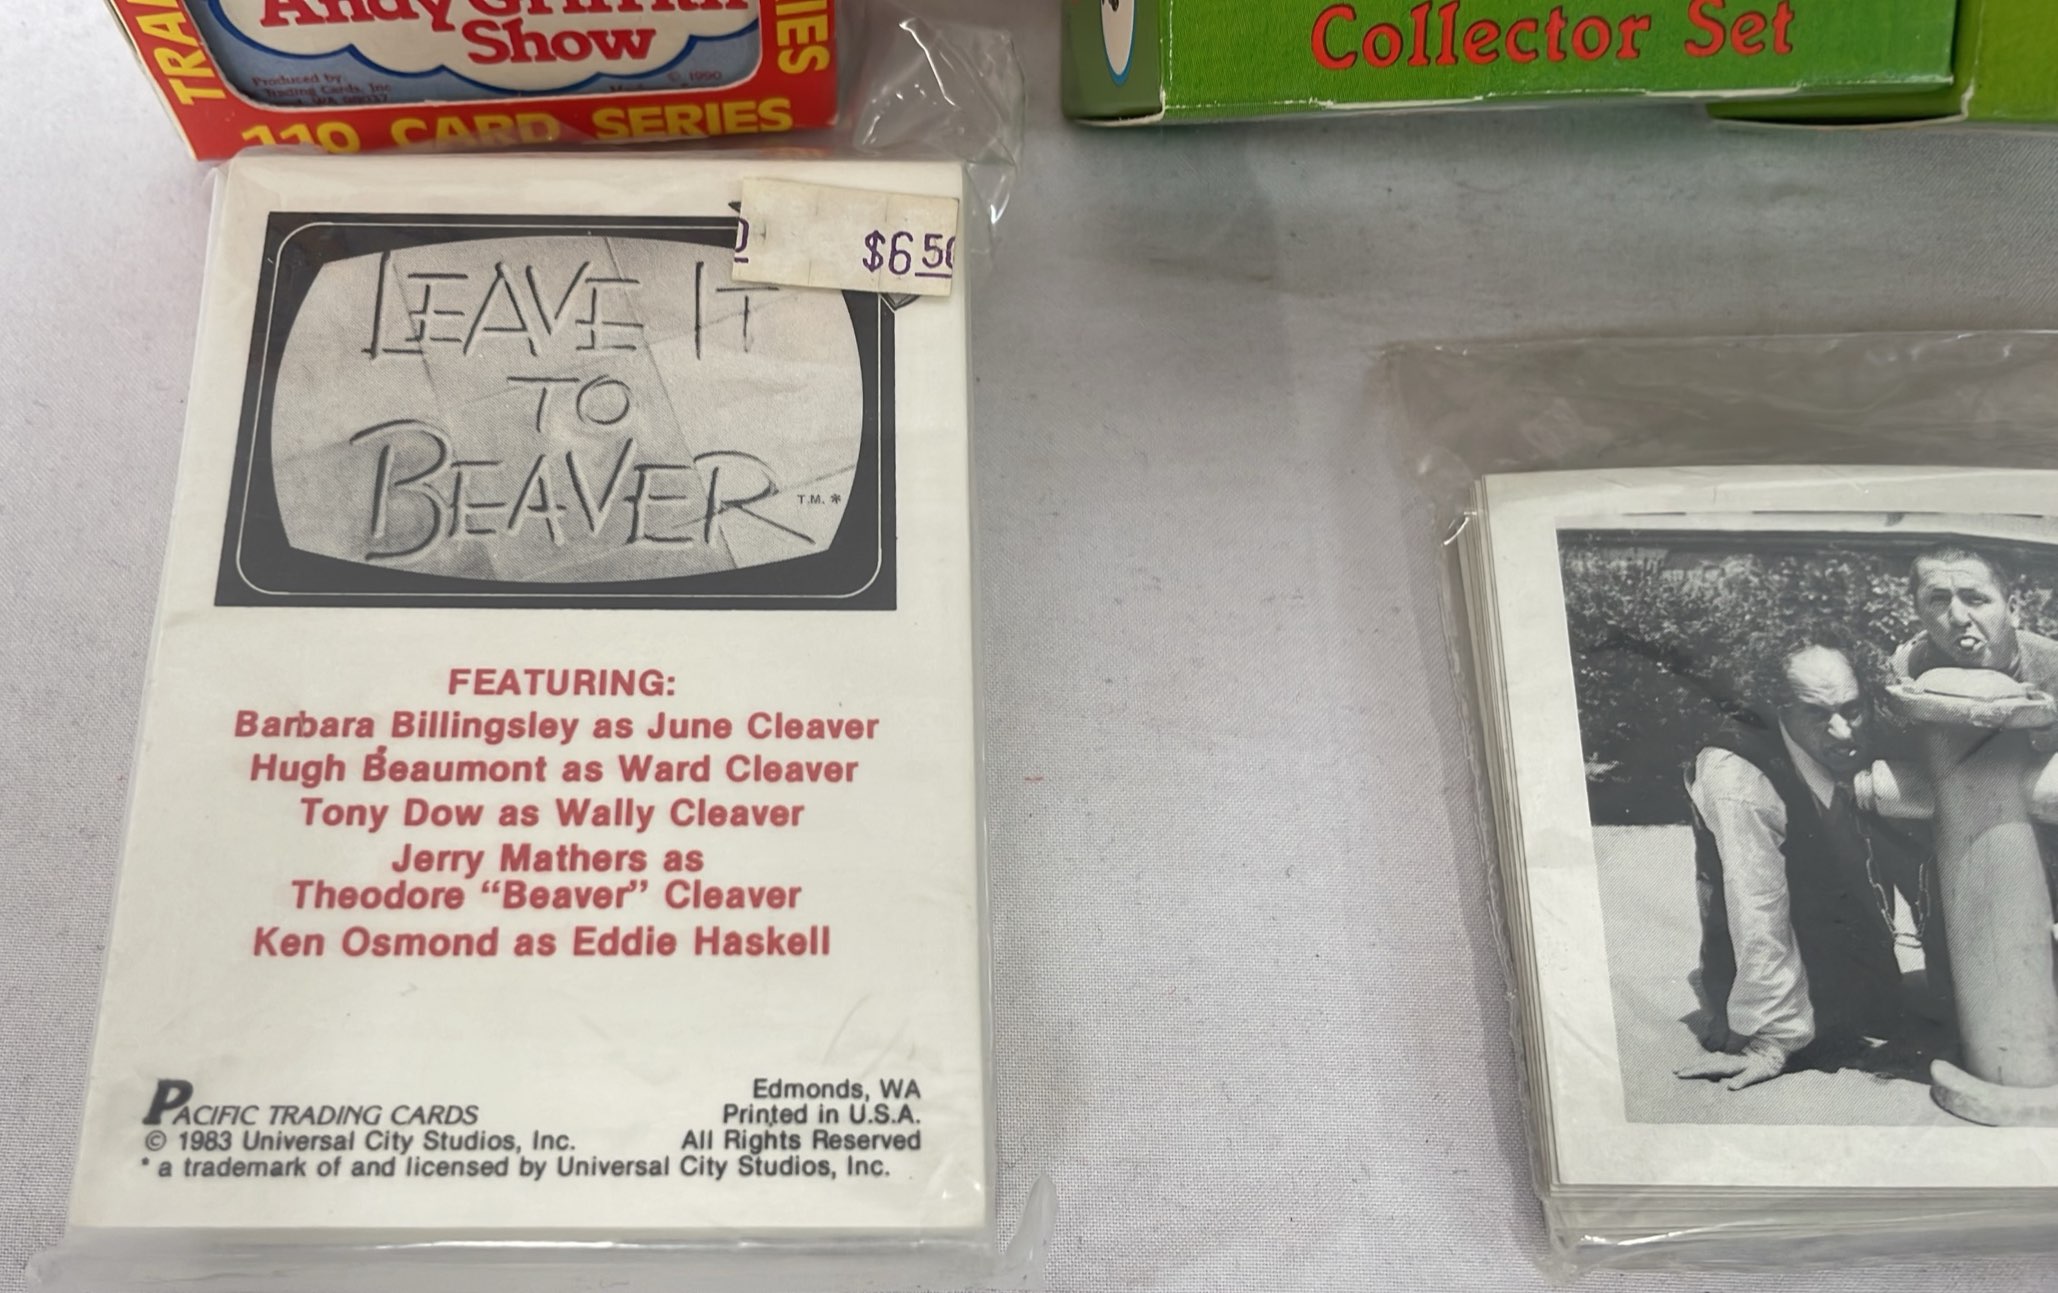 Andy Griffith
Show
Produced by:
Trading Cards, Inc
© 1990
110 CARD SERIES
Collector Set
$6.50
LEAVE IT
TO
BEAVER
T.M. *
FEATURING:
Barbara Billingsley as June Cleaver
Hugh Beaumont as Ward Cleaver
Tony Dow as Wally Cleaver
Jerry Mathers as
Theodore “Beaver” Cleaver
Ken Osmond as Eddie Haskell
PACIFIC TRADING CARDS
© 1983 Universal City Studios, Inc.
* a trademark of and licensed by Universal City Studios, Inc.
Edmonds, WA
Printed in U.S.A.
All Rights Reserved